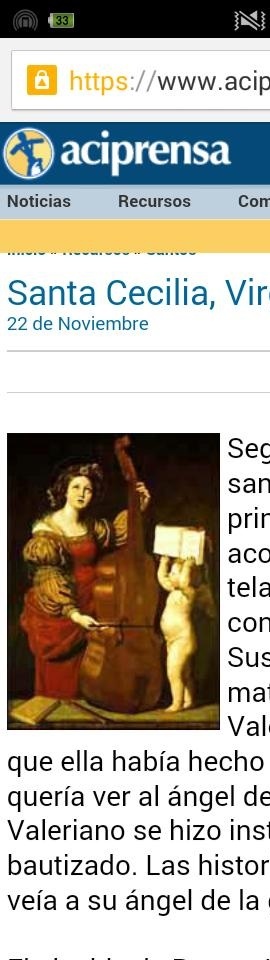 33
https://www.acip
aciprensa
Noticias Recursos Com
Inicio » Recursos » Santos
Santa Cecilia, Vir
22 de Noviembre
Seg
san
prin
aco
tela
con
Sus
mat
Vale
que ella había hecho
quería ver al ángel de
Valeriano se hizo inst
bautizado. Las histor
veía a su ángel de la